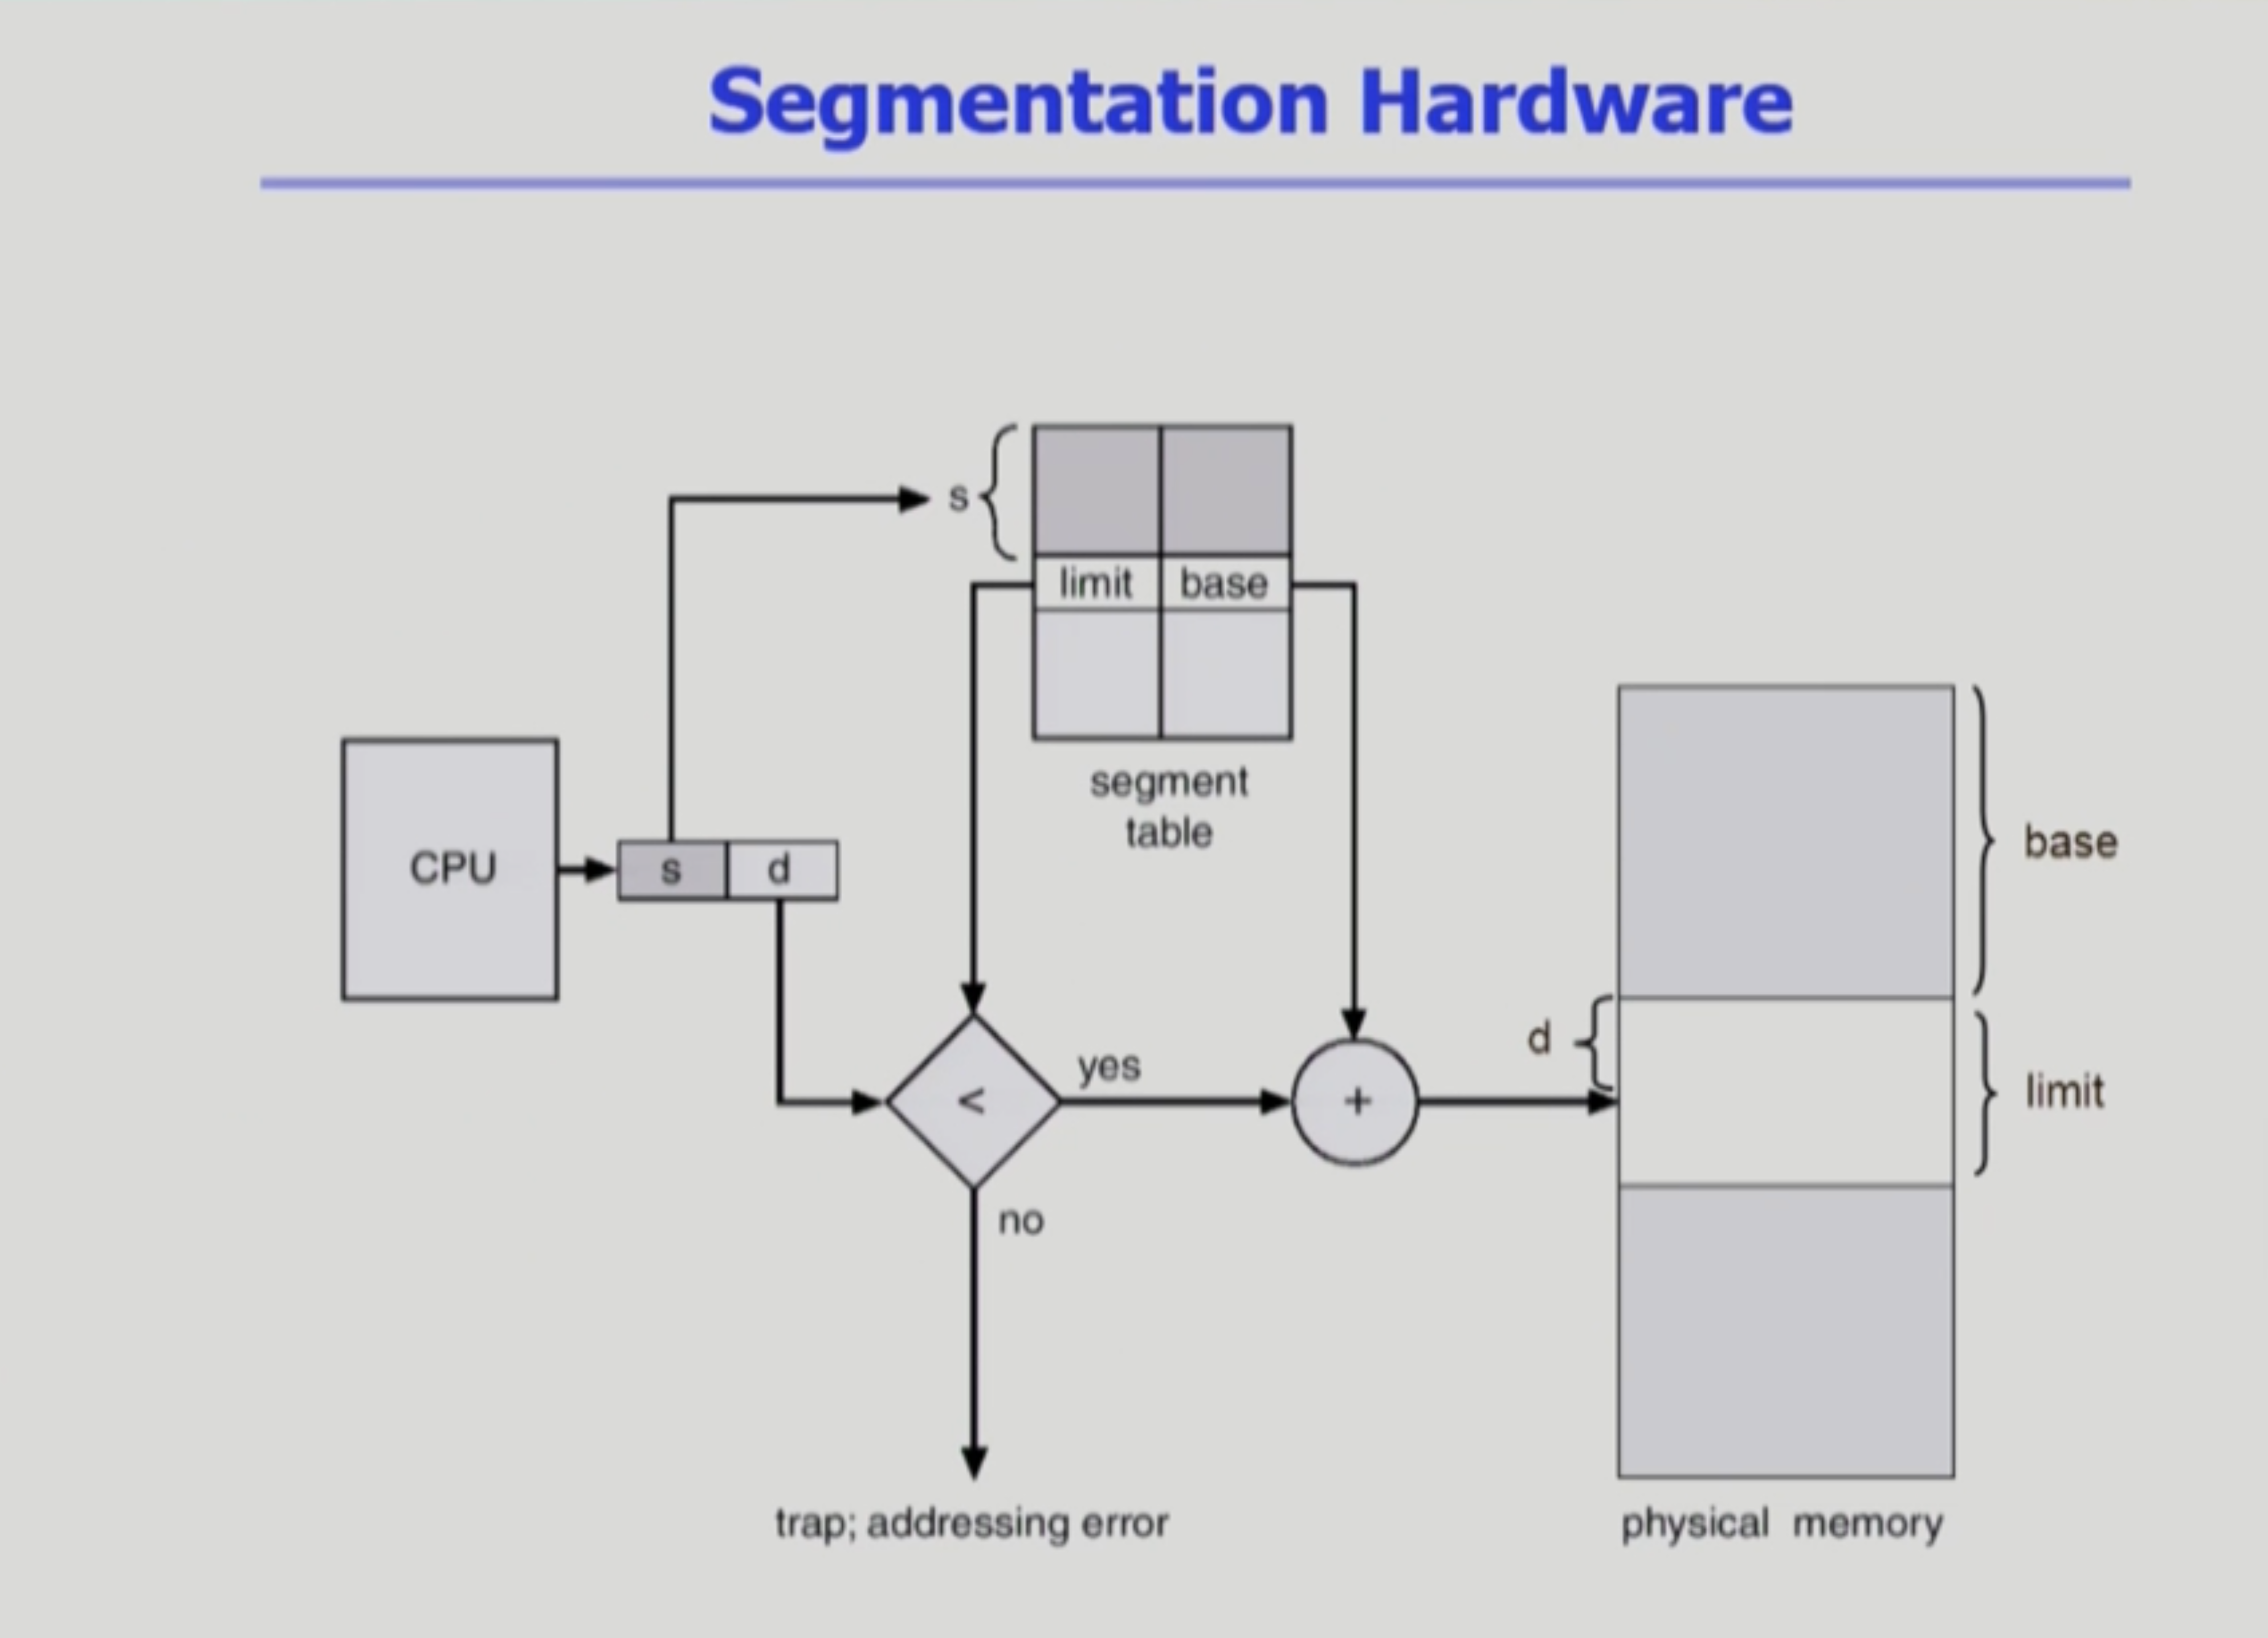 Segmentation Hardware
s
limit base
segment
table
CPU
s d
base
d
limit
yes
<
+
no
trap; addressing error
physical memory